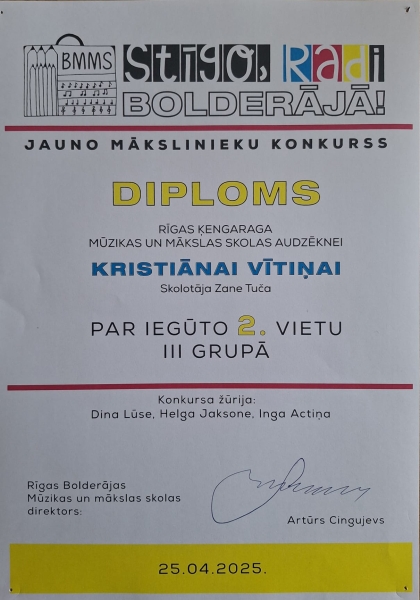 BMMS
Stīgo, Radi
BOLDERĀJĀ!
JAUNO MĀKSLINIEKU KONKURSS
DIPLOMS
RĪGAS ĶENGARAGA
MŪZIKAS UN MĀKSLAS SKOLAS AUDZĒKNEI
KRISTIĀNAI VĪTIŅAI
Skolotāja Zane Tuča
PAR IEGŪTO 2. VIETU
III GRUPĀ
Konkursa žūrija:
Dina Lūse, Helga Jaksone, Inga Actiņa
Rīgas Bolderājas
Mūzikas un mākslas skolas
direktors:
Artūrs Cingujevs
25.04.2025.